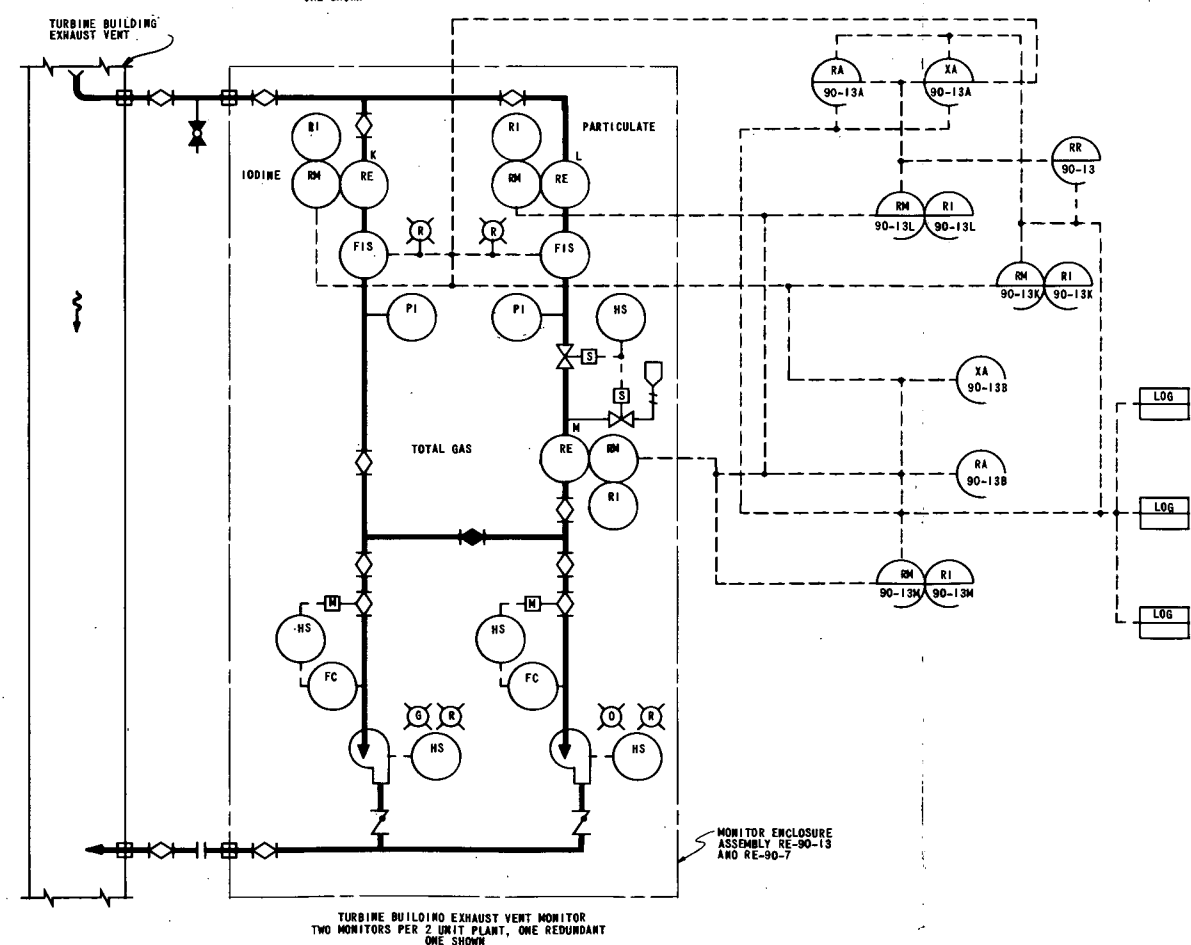 ONE SHOWN
TURBINE BUILDING
EXHAUST VENT
RA
90-13A
XA
90-13A
RI
RI
PARTICULATE
RR
90-13
K
L
IODINE
RM
RE
RM
RE
RM
90-13L
RI
90-13L
R
R
FIS
FIS
RM
90-13K
RI
90-13K
PI
PI
HS
S
S
XA
90-13B
LOG
M
TOTAL GAS
RE
RM
RA
90-13B
RI
LOG
RM
90-13M
RI
90-13M
M
M
LOG
HS
HS
FC
FC
G
R
O
R
HS
HS
MONITOR ENCLOSURE
ASSEMBLY RE-90-13
AND RE-90-7
TURBINE BUILDING EXHAUST VENT MONITOR
TWO MONITORS PER 2 UNIT PLANT, ONE REDUNDANT
ONE SHOWN